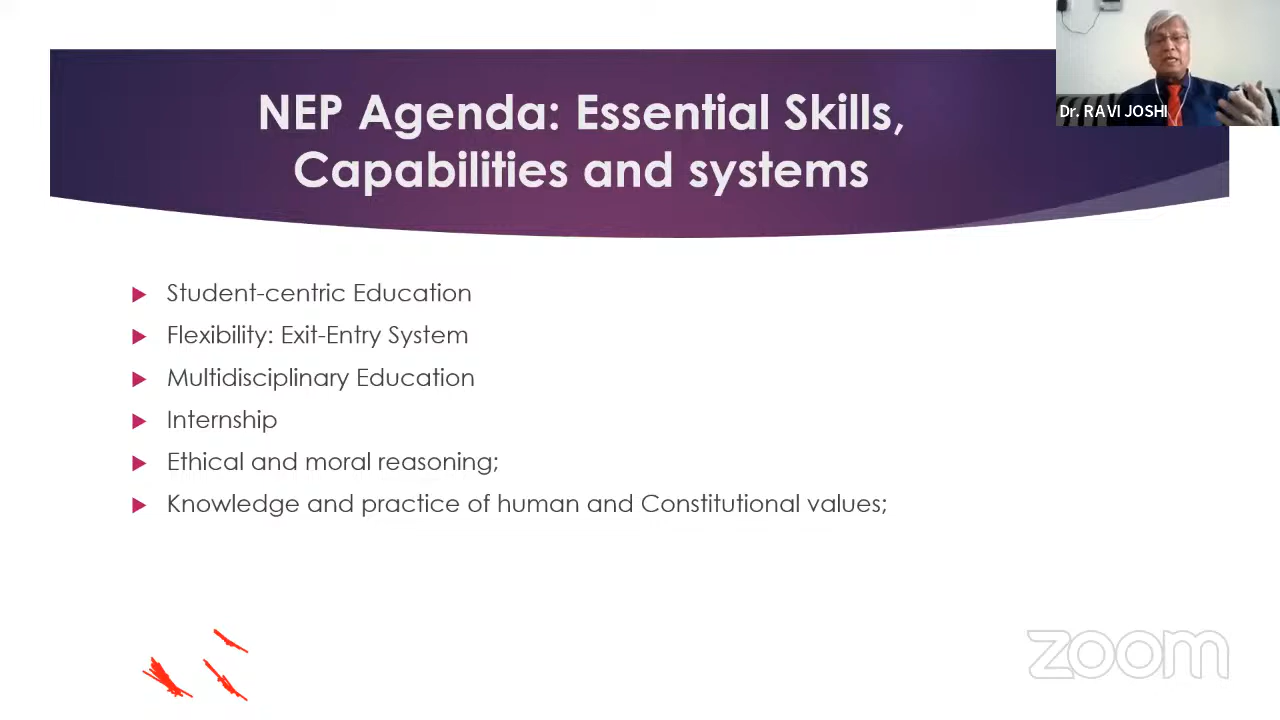 NEP Agenda: Essential Skills,
Capabilities and systems
Dr. RAVI JOSHI
Student-centric Education
Flexibility: Exit-Entry System
Multidisciplinary Education
Internship
Ethical and moral reasoning;
Knowledge and practice of human and Constitutional values;
zoom